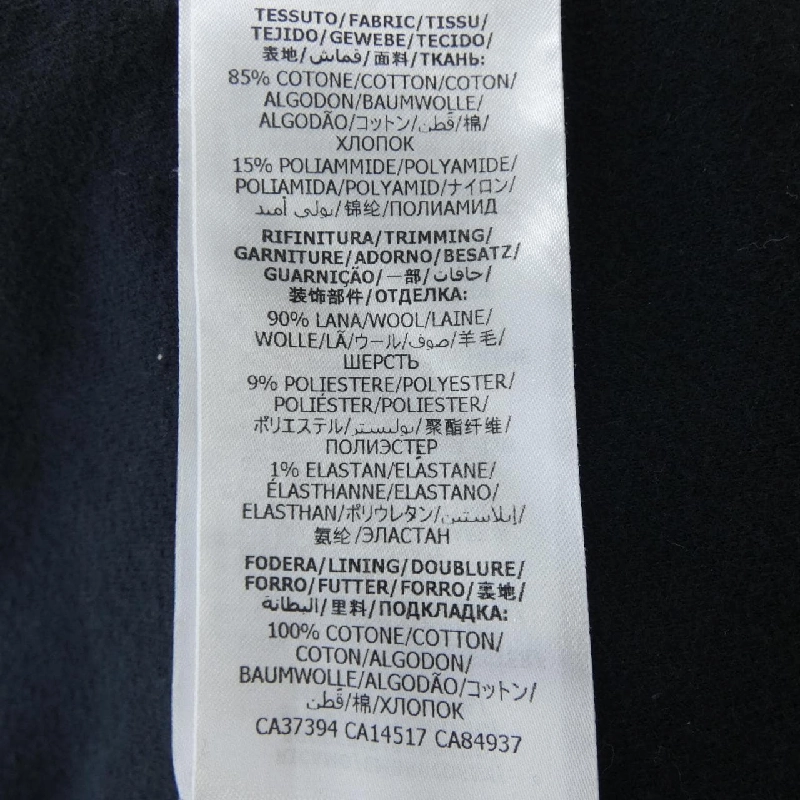 TESSUTO/FABRIC/TISSU/
TEJIDO/GEWEBE/TECIDO/
表地/قماش/面料/ТКАНЬ:
85% COTONE/COTTON/COTON/
ALGODON/BAUMWOLLE/
ALGODÃO/コットン/قطن/棉/
ХЛОПОК
15% POLIAMMIDE/POLYAMIDE/
POLIAMIDA/POLYAMID/ナイロン/
بولي أميد/锦纶/ПОЛИАМИД
RIFINITURA/TRIMMING/
GARNITURE/ADORNO/BESATZ/
GUARNIÇÃO/一部/حافات/
装饰部件/ОТДЕЛКА:
90% LANA/WOOL/LAINE/
WOLLE/LÃ/ウール/صوف/羊毛/
ШЕРСТЬ
9% POLIESTERE/POLYESTER/
POLIÉSTER/POLIESTER/
ポリエステル/بوليستر/聚酯纤维/
ПОЛИЭСТЕР
1% ELASTAN/ELASTANE/
ÉLASTHANNE/ELASTANO/
ELASTHAN/ポリウレタン/إيلاستين/
氨纶/ЭЛАСТАН
FODERA/LINING/DOUBLURE/
FORRO/FUTTER/FORRO/裏地/
البطانة/里料/ПОДКЛАДКА:
100% COTONE/COTTON/
COTON/ALGODON/
BAUMWOLLE/ALGODÃO/コットン/
قطن/棉/ХЛОПОК
CA37394 CA14517 CA84937